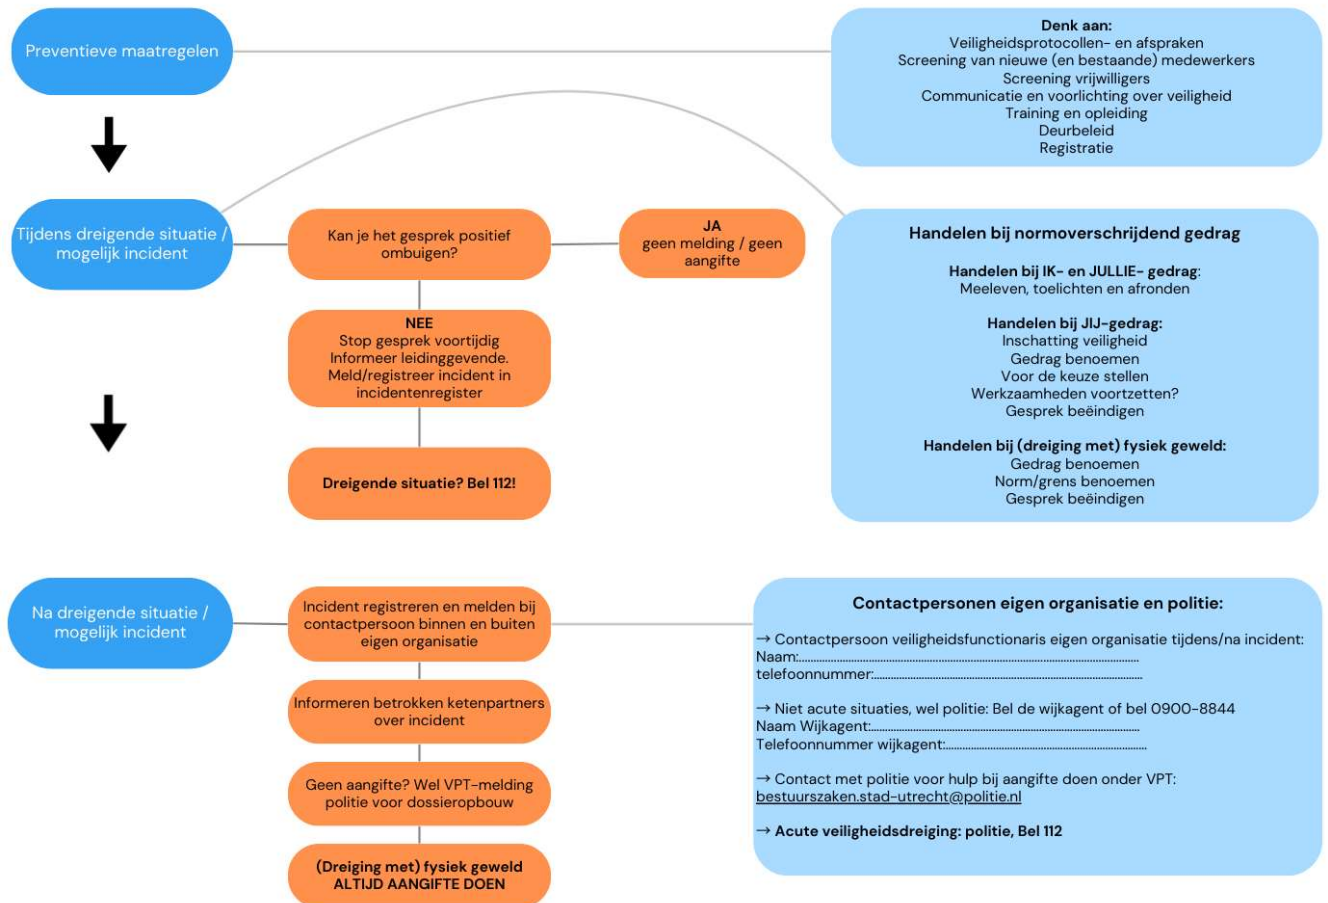 Preventieve maatregelen
Denk aan:
Veiligheidsprotocollen- en afspraken
Screening van nieuwe (en bestaande) medewerkers
Screening vrijwilligers
Communicatie en voorlichting over veiligheid
Training en opleiding
Deurbeleid
Registratie
Tijdens dreigende situatie /
mogelijk incident
Kan je het gesprek positief
ombuigen?
JA
geen melding / geen
aangifte
NEE
Stop gesprek voortijdig
Informeer leidinggevende.
Meld/registreer incident in
incidentenregister
Dreigende situatie? Bel 112!
Handelen bij normoverschrijdend gedrag
Handelen bij IK- en JULLIE- gedrag:
Meeleven, toelichten en afronden
Handelen bij JIJ-gedrag:
Inschatting veiligheid
Gedrag benoemen
Voor de keuze stellen
Werkzaamheden voortzetten?
Gesprek beëindigen
Handelen bij (dreiging met) fysiek geweld:
Gedrag benoemen
Norm/grens benoemen
Gesprek beëindigen
Na dreigende situatie /
mogelijk incident
Incident registreren en melden bij
contactpersoon binnen en buiten
eigen organisatie
Informeren betrokken ketenpartners
over incident
Geen aangifte? Wel VPT-melding
politie voor dossieropbouw
(Dreiging met) fysiek geweld
ALTIJD AANGIFTE DOEN
Contactpersonen eigen organisatie en politie:
→ Contactpersoon veiligheidsfunctionaris eigen organisatie tijdens/na incident:
Naam:..........................................................................................
telefoonnummer:.......................................................................
→ Niet acute situaties, wel politie: Bel de wijkagent of bel 0900-8844
Naam Wijkagent:.......................................................................
Telefoonnummer wijkagent:......................................................
→ Contact met politie voor hulp bij aangifte doen onder VPT:
bestuurszaken.stad-utrecht@politie.nl
→ Acute veiligheidsdreiging: politie, Bel 112